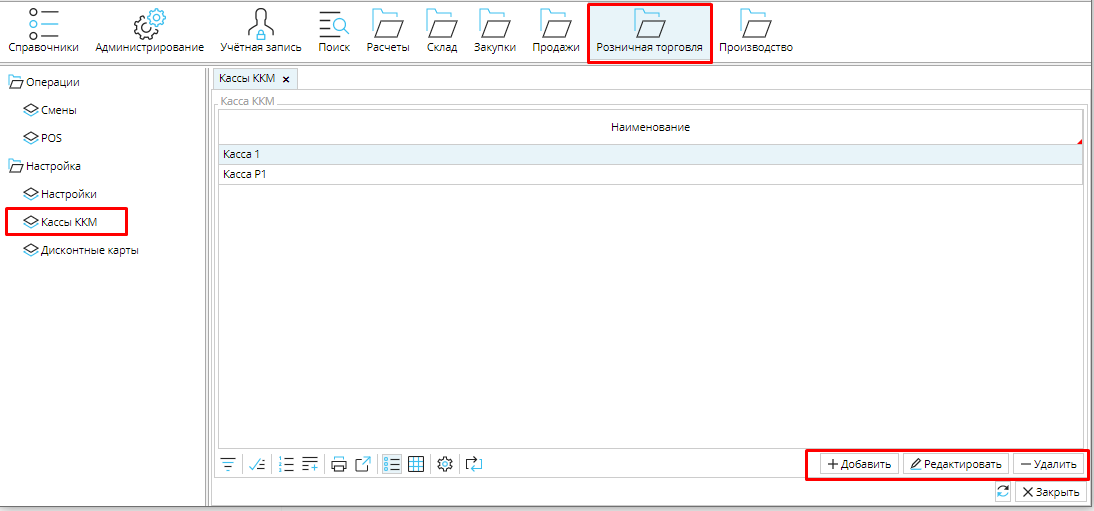 Справочники Администрирование Учётная запись Поиск Расчеты Склад Закупки Продажи Розничная торговля Производство
Операции
Смены
POS
Настройка
Настройки
Кассы ККМ
Дисконтные карты
Кассы ККМ
Касса ККМ
Наименование
Касса 1
Касса Р1
Добавить Редактировать Удалить
Закрыть